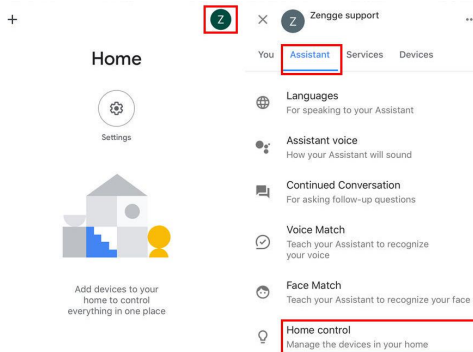 +
Z
Home
Settings
Add devices to your
home to control
everything in one place
Z
Zengge support
You Assistant Services Devices
Languages
For speaking to your Assistant
Assistant voice
How your Assistant will sound
Continued Conversation
For asking follow-up questions
Voice Match
Teach your Assistant to recognize
your voice
Face Match
Teach your Assistant to recognize your face
Home control
Manage the devices in your home